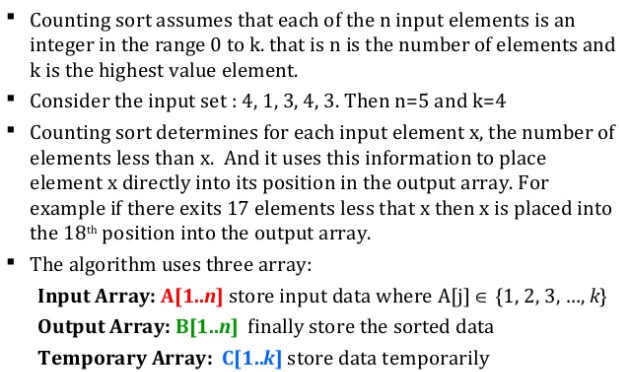 ▪ Counting sort assumes that each of the n input elements is an
integer in the range 0 to k. that is n is the number of elements and
k is the highest value element.
▪ Consider the input set : 4, 1, 3, 4, 3. Then n=5 and k=4
▪ Counting sort determines for each input element x, the number of
elements less than x. And it uses this information to place
element x directly into its position in the output array. For
example if there exits 17 elements less that x then x is placed into
the 18th position into the output array.
▪ The algorithm uses three array:
Input Array: A[1..n] store input data where A[j] ∈ {1, 2, 3, …, k}
Output Array: B[1..n] finally store the sorted data
Temporary Array: C[1..k] store data temporarily